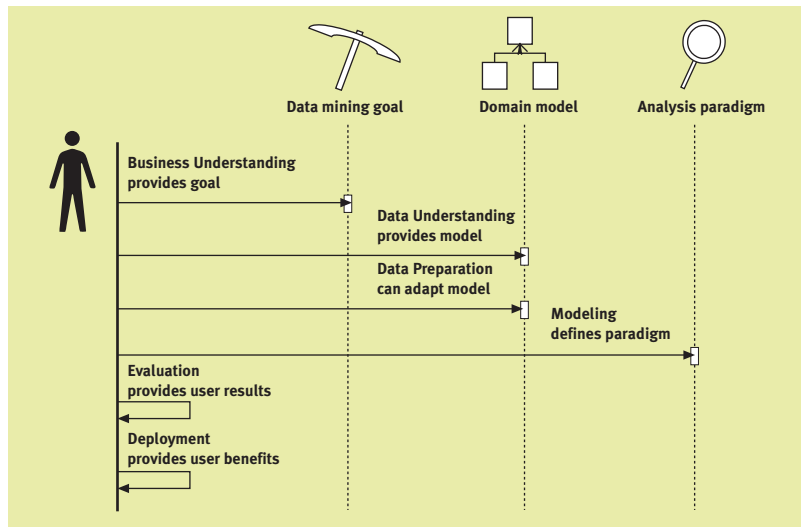 Data mining goal
Domain model
Analysis paradigm
Business Understanding
provides goal
Data Understanding
provides model
Data Preparation
can adapt model
Modeling
defines paradigm
Evaluation
provides user results
Deployment
provides user benefits